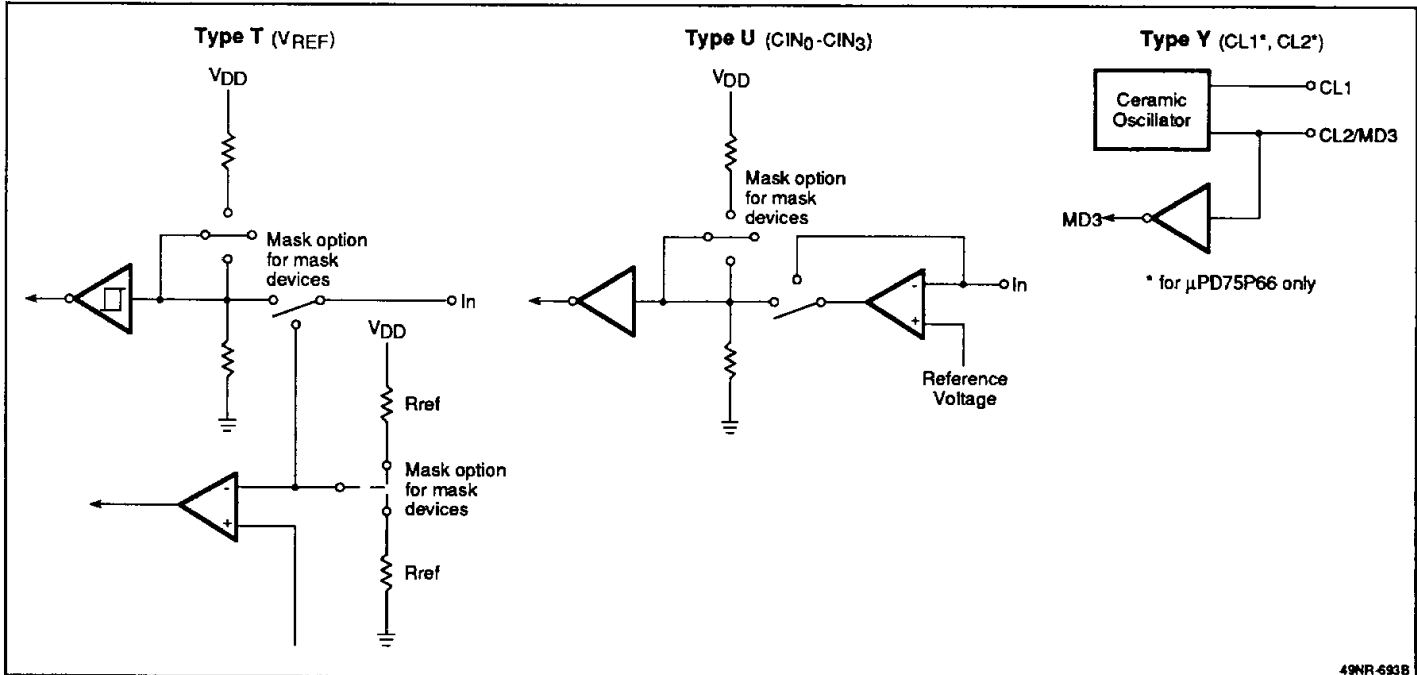 Type T (VREF)
VDD
Mask option
for mask
devices
In
VDD
Rref
Mask option
for mask
devices
-
+
Rref
Type U (CIN0-CIN3)
VDD
Mask option
for mask
devices
-
+
In
Reference
Voltage
Type Y (CL1*, CL2*)
Ceramic
Oscillator
CL1
CL2/MD3
MD3
* for μPD75P66 only
49NR-693B